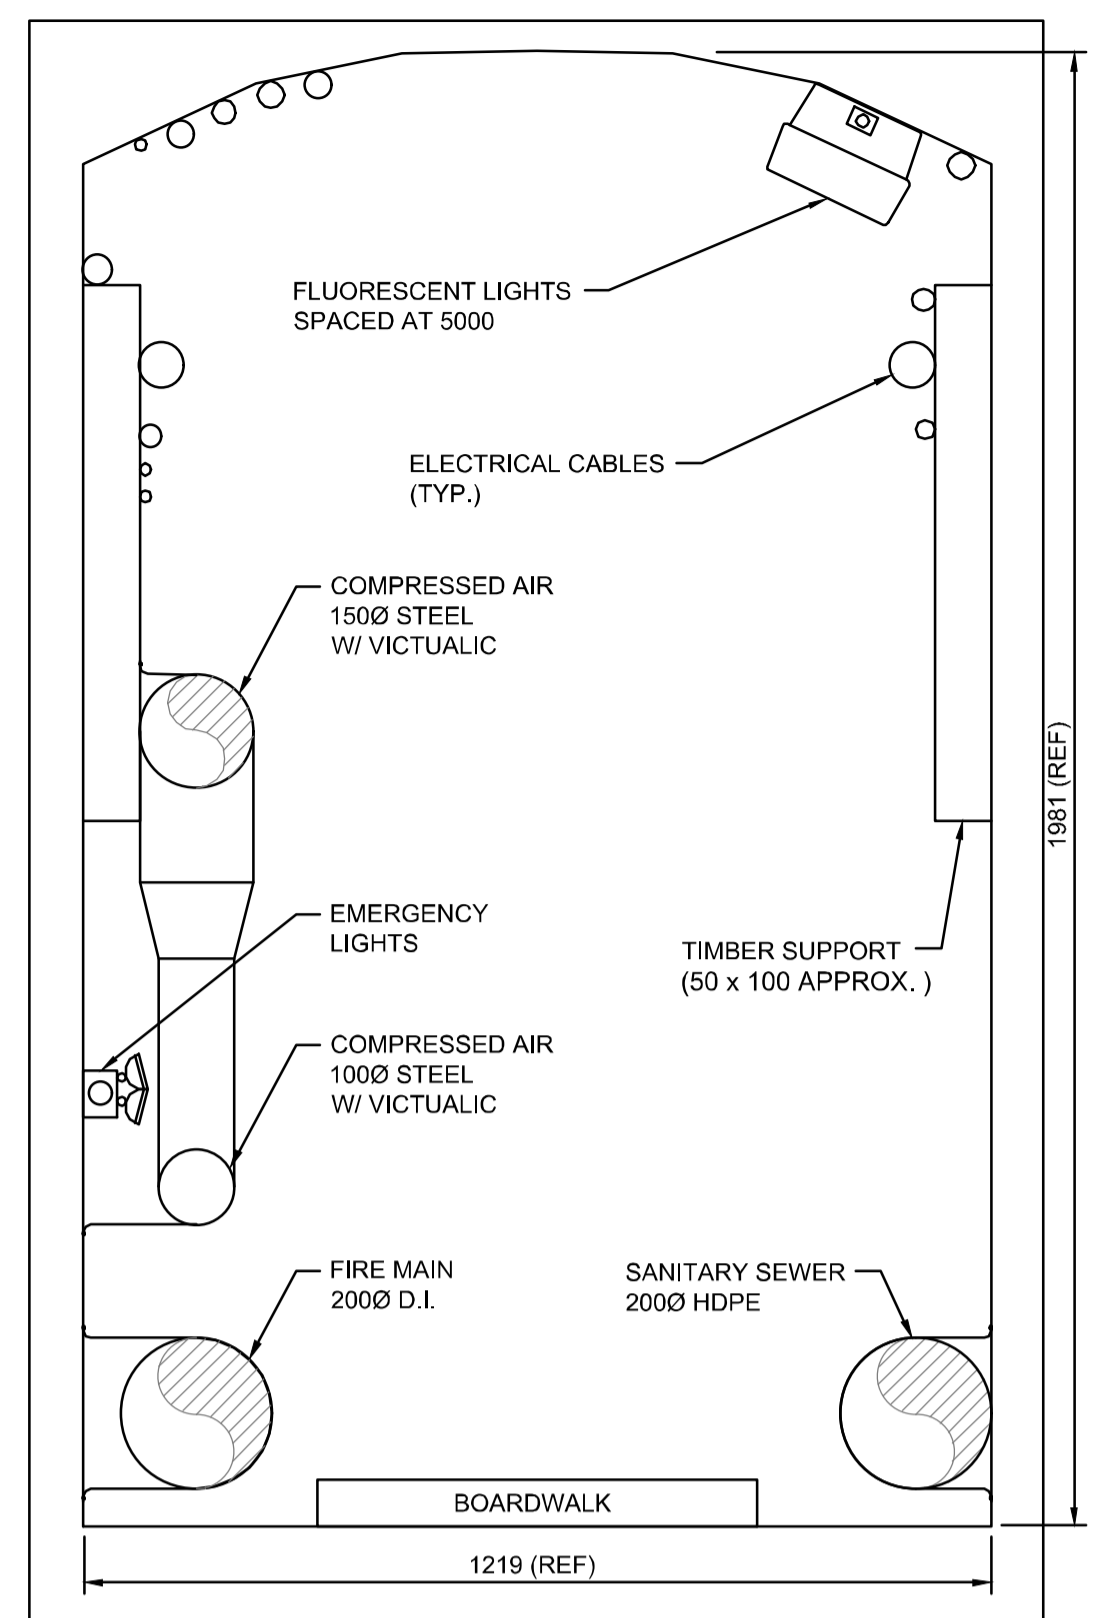 FLUORESCENT LIGHTS
SPACED AT 5000
ELECTRICAL CABLES
(TYP.)
COMPRESSED AIR
150Ø STEEL
W/ VICTUALIC
1981 (REF)
EMERGENCY
LIGHTS
TIMBER SUPPORT
(50 x 100 APPROX. )
COMPRESSED AIR
100Ø STEEL
W/ VICTUALIC
FIRE MAIN
200Ø D.I.
SANITARY SEWER
200Ø HDPE
BOARDWALK
1219 (REF)